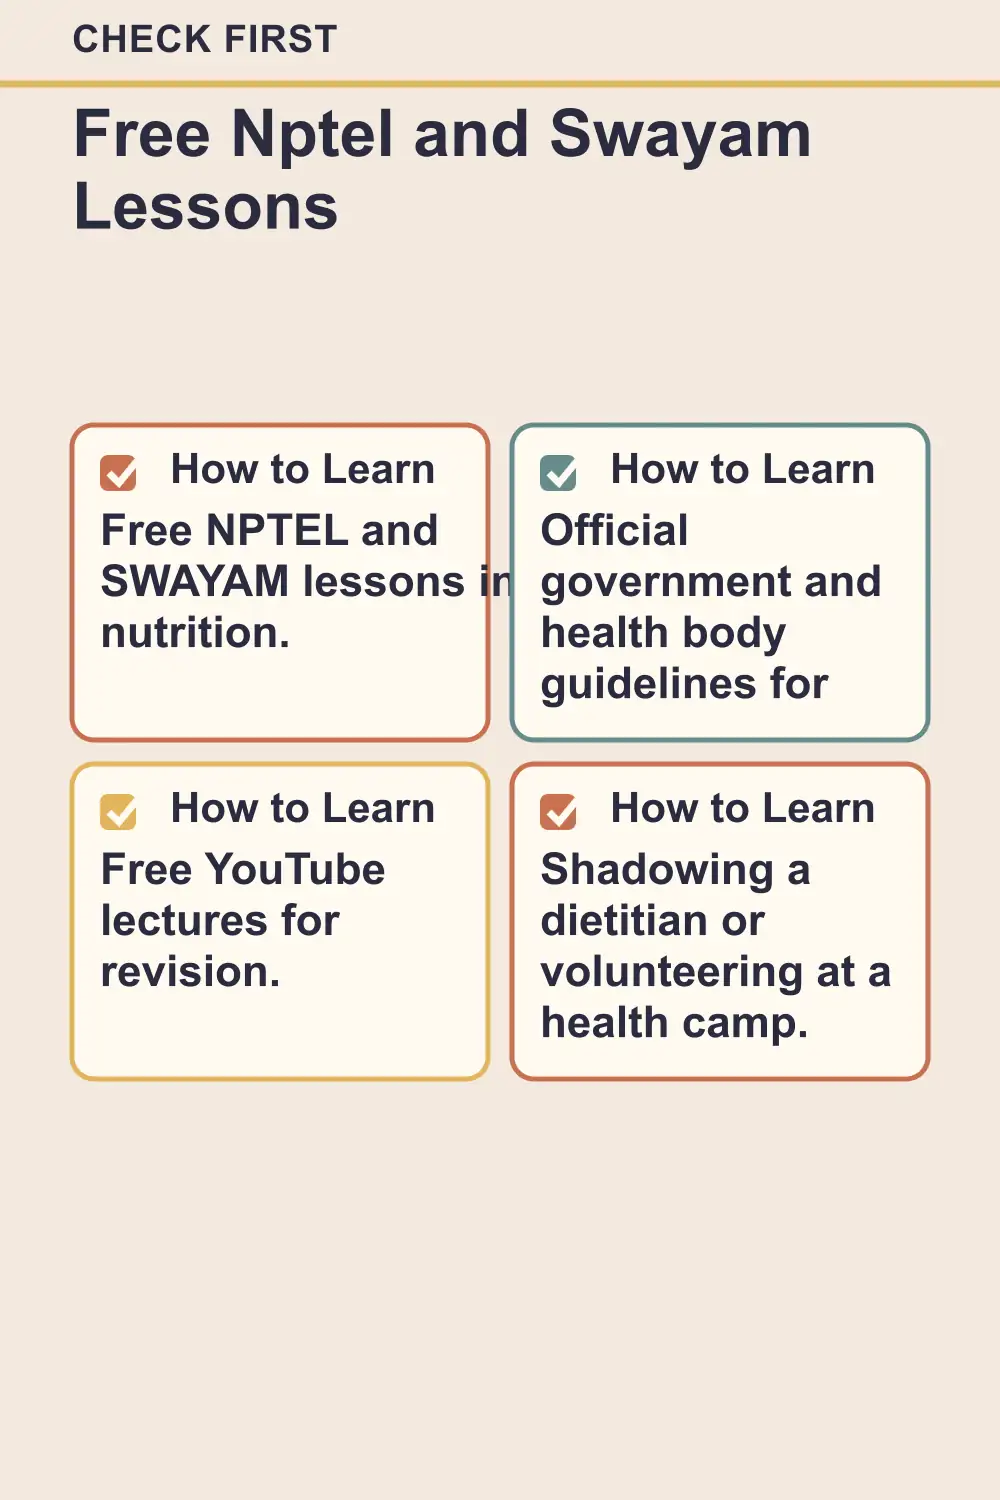 CHECK FIRST
Free Nptel and Swayam
Lessons
How to Learn
Free NPTEL and
SWAYAM lessons in
nutrition.
How to Learn
Official
government and
health body
guidelines for
How to Learn
Free YouTube
lectures for
revision.
How to Learn
Shadowing a
dietitian or
volunteering at a
health camp.